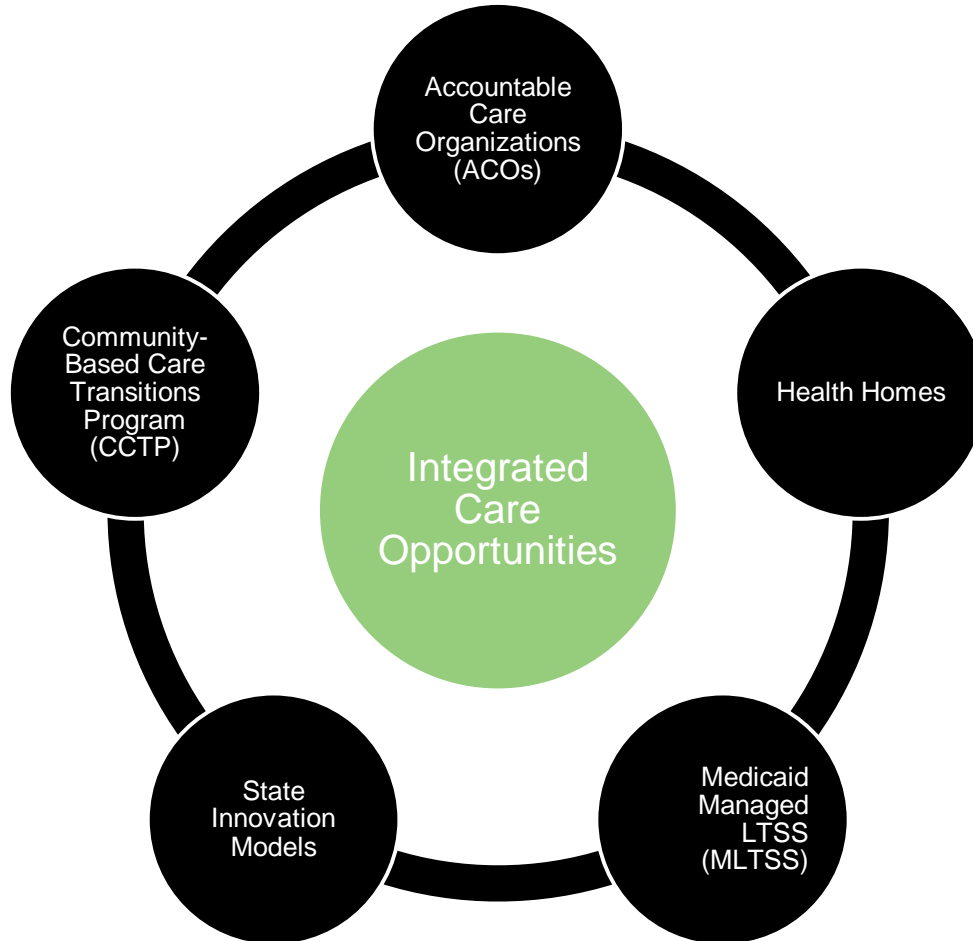 Accountable
Care
Organizations
(ACOs)
Community-
Based Care
Transitions
Program
(CCTP)
Health Homes
Integrated
Care
Opportunities
State
Innovation
Models
Medicaid
Managed
LTSS
(MLTSS)